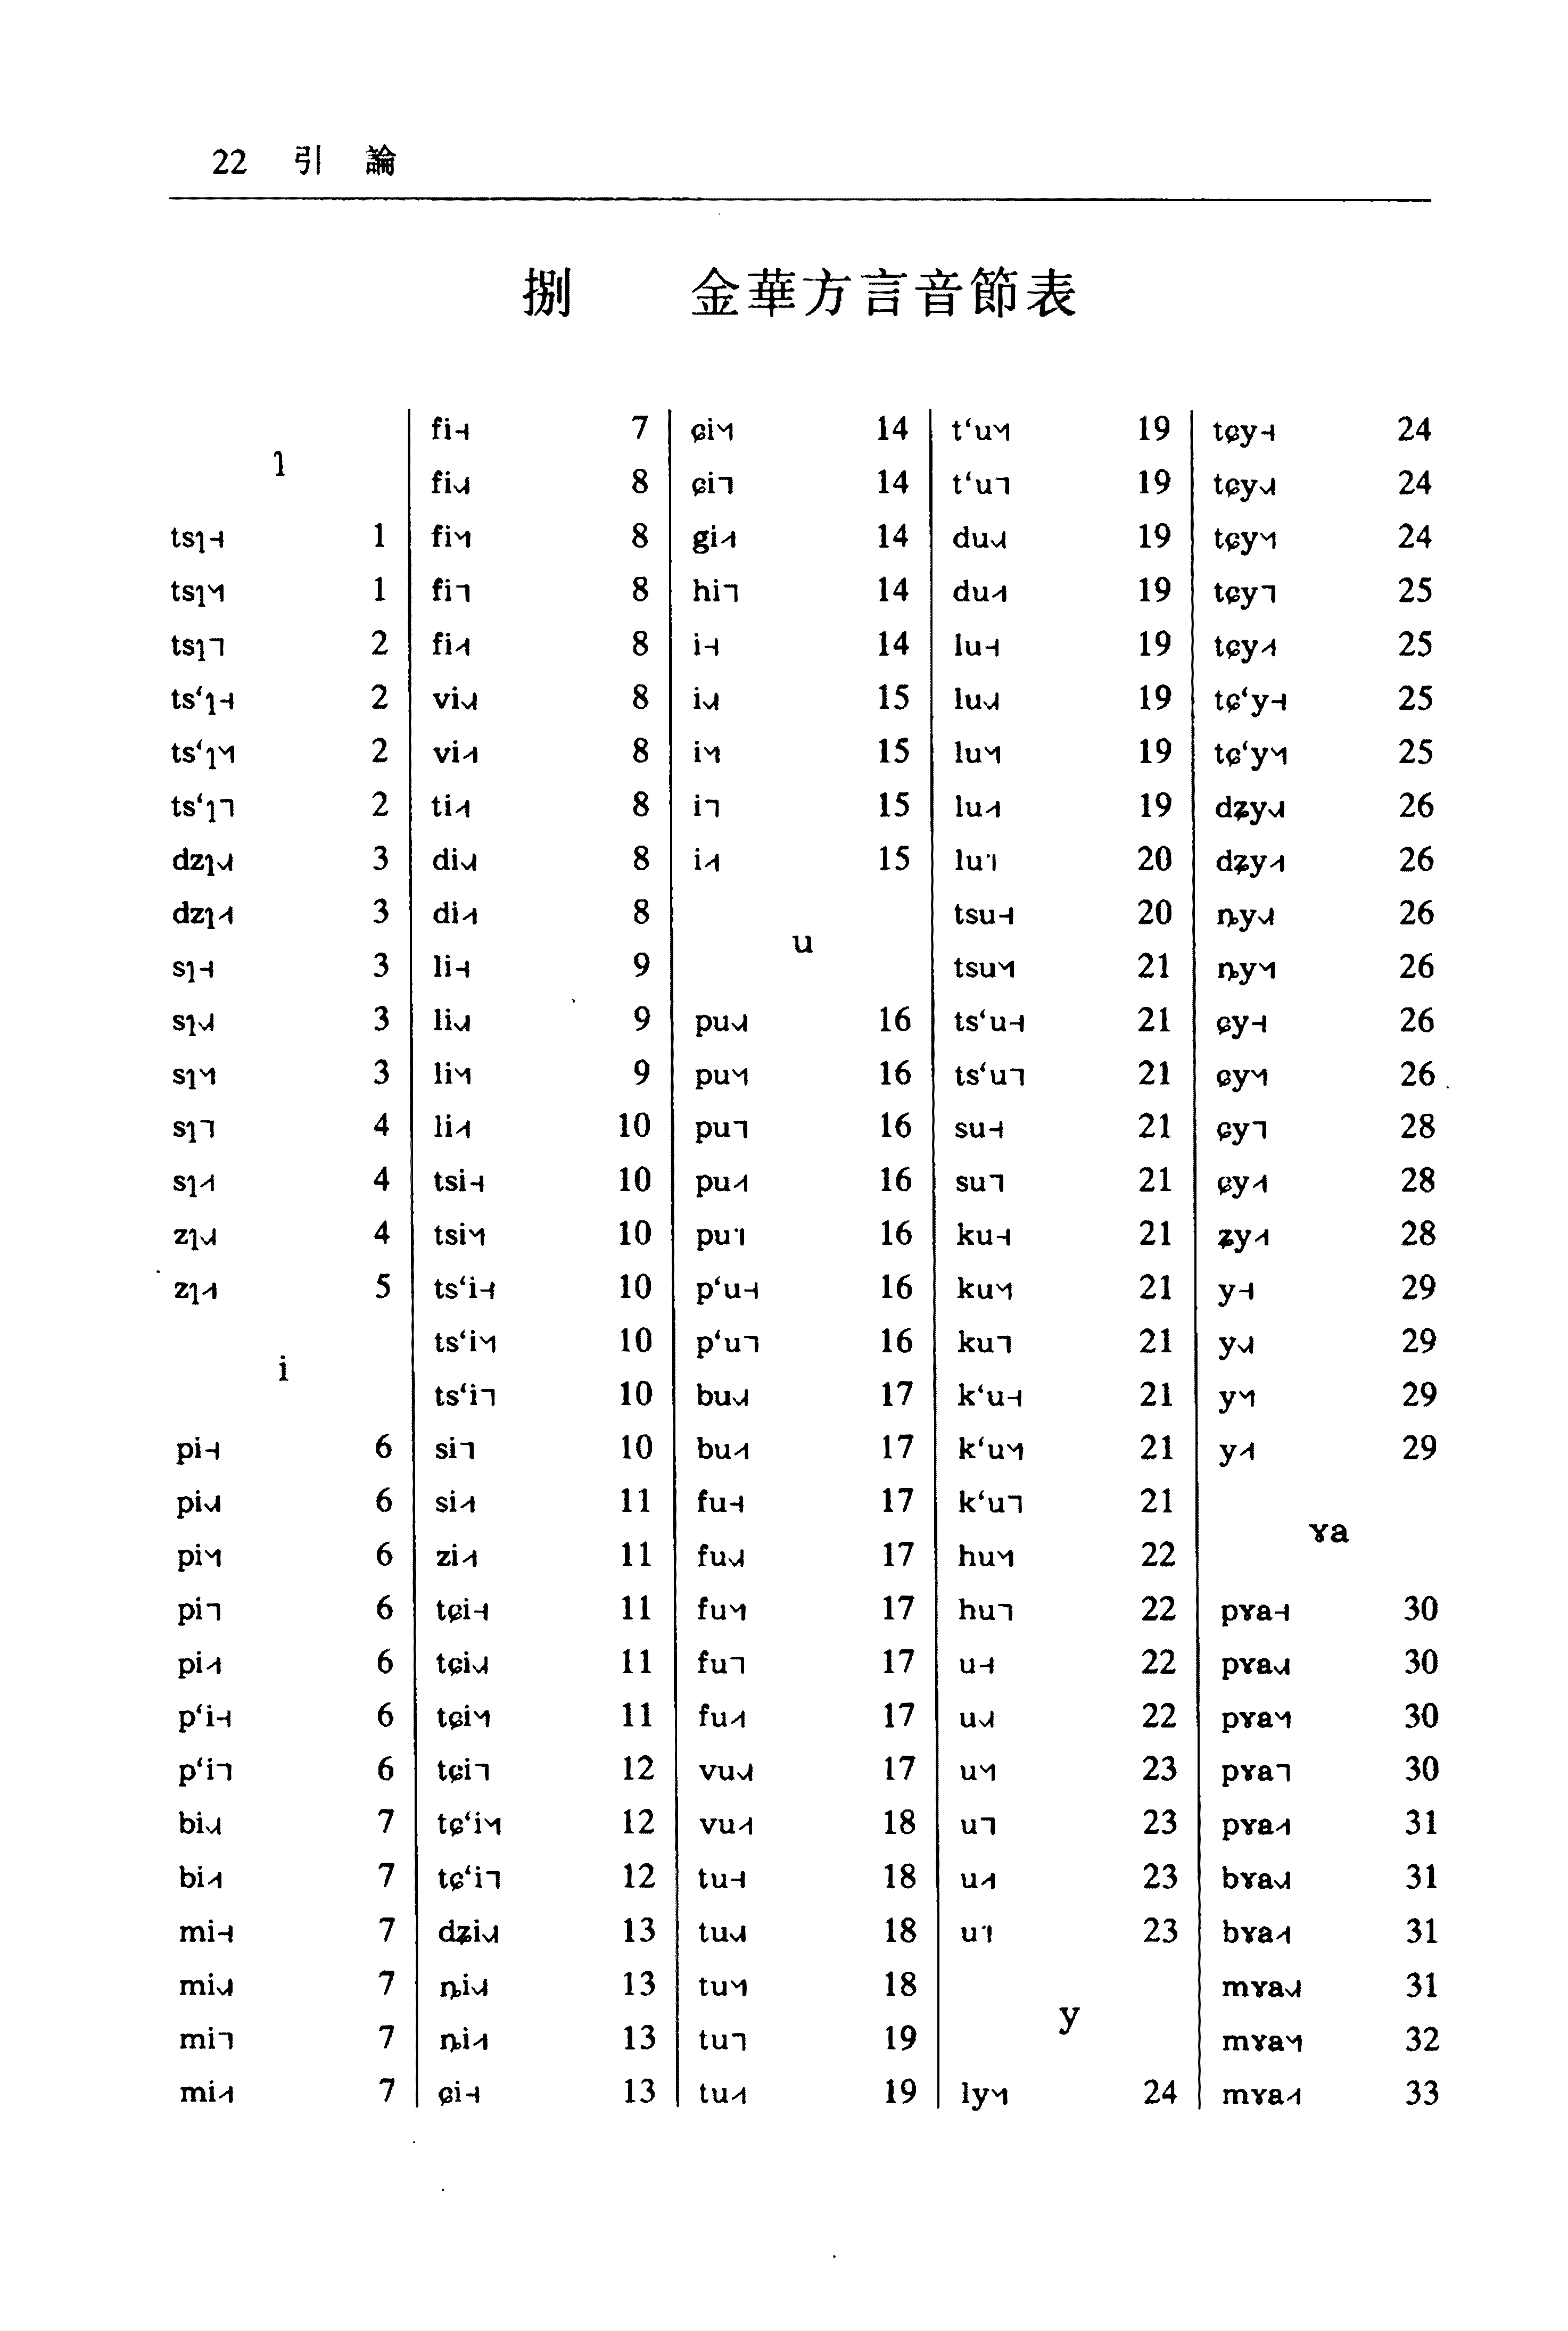 22 引 論
捌 金華方言音節表
ɿ
tsɿ˧˧˦ 1
tsɿ˥˧˥ 1
tsɿ˥ 2
ts‘ɿ˧˧˦ 2
ts‘ɿ˥˧˥ 2
ts‘ɿ˥ 2
dzɿ˧˩˧ 3
dzɿ˩˦ 3
sɿ˧˧˦ 3
sɿ˧˩˧ 3
sɿ˥˧˥ 3
sɿ˥ 4
sɿ˩˦ 4
zɿ˧˩˧ 4
zɿ˩˦ 5
i
pi˧˧˦ 6
pi˧˩˧ 6
pi˥˧˥ 6
pi˥ 6
pi˩˦ 6
p‘i˧˧˦ 6
p‘i˥ 6
bi˧˩˧ 7
bi˩˦ 7
mi˧˧˦ 7
mi˧˩˧ 7
mi˥ 7
mi˩˦ 7
fi˧˧˦ 7
fi˧˩˧ 8
fi˥˧˥ 8
fi˥ 8
fi˩˦ 8
vi˧˩˧ 8
vi˩˦ 8
ti˩˦ 8
di˧˩˧ 8
di˩˦ 8
li˧˧˦ 9
li˧˩˧ 9
li˥˧˥ 9
li˩˦ 10
tsi˧˧˦ 10
tsi˥˧˥ 10
ts‘i˧˧˦ 10
ts‘i˥˧˥ 10
ts‘i˥ 10
si˥ 10
si˩˦ 11
zi˩˦ 11
tɕi˧˧˦ 11
tɕi˧˩˧ 11
tɕi˥˧˥ 11
tɕi˥ 12
tɕ‘i˥˧˥ 12
tɕ‘i˥ 12
dʑi˧˩˧ 13
ȵi˧˩˧ 13
ȵi˩˦ 13
ɕi˧˧˦ 13
ɕi˥˧˥ 14
ɕi˥ 14
gi˩˦ 14
hi˥ 14
i˧˧˦ 14
i˧˩˧ 15
i˥˧˥ 15
i˥ 15
i˩˦ 15
u
pu˧˩˧ 16
pu˥˧˥ 16
pu˥ 16
pu˩˦ 16
pu˦ 16
p‘u˧˧˦ 16
p‘u˥ 16
bu˧˩˧ 17
bu˩˦ 17
fu˧˧˦ 17
fu˧˩˧ 17
fu˥˧˥ 17
fu˥ 17
fu˩˦ 17
vu˧˩˧ 17
vu˩˦ 18
tu˧˧˦ 18
tu˧˩˧ 18
tu˥˧˥ 18
tu˥ 19
tu˩˦ 19
t‘u˥˧˥ 19
t‘u˥ 19
du˧˩˧ 19
du˩˦ 19
lu˧˧˦ 19
lu˧˩˧ 19
lu˥˧˥ 19
lu˩˦ 19
lu˦ 20
tsu˧˧˦ 20
tsu˥˧˥ 21
ts‘u˧˧˦ 21
ts‘u˥ 21
su˧˧˦ 21
su˥ 21
ku˧˧˦ 21
ku˥˧˥ 21
ku˥ 21
k‘u˧˧˦ 21
k‘u˥˧˥ 21
k‘u˥ 21
hu˥˧˥ 22
hu˥ 22
u˧˧˦ 22
u˧˩˧ 22
u˥˧˥ 23
u˥ 23
u˩˦ 23
u˦ 23
y
ly˥˧˥ 24
tɕy˧˧˦ 24
tɕy˧˩˧ 24
tɕy˥˧˥ 24
tɕy˥ 25
tɕy˩˦ 25
tɕ‘y˧˧˦ 25
tɕ‘y˥˧˥ 25
dʑy˧˩˧ 26
dʑy˩˦ 26
ȵy˧˩˧ 26
ȵy˥˧˥ 26
ɕy˧˧˦ 26
ɕy˥˧˥ 26
ɕy˥ 28
ɕy˩˦ 28
ʑy˩˦ 28
y˧˧˦ 29
y˧˩˧ 29
y˥˧˥ 29
y˩˦ 29
ɤa
pɤa˧˧˦ 30
pɤa˧˩˧ 30
pɤa˥˧˥ 30
pɤa˥ 30
pɤa˩˦ 31
bɤa˧˩˧ 31
bɤa˩˦ 31
mɤa˧˩˧ 31
mɤa˥˧˥ 32
mɤa˩˦ 33